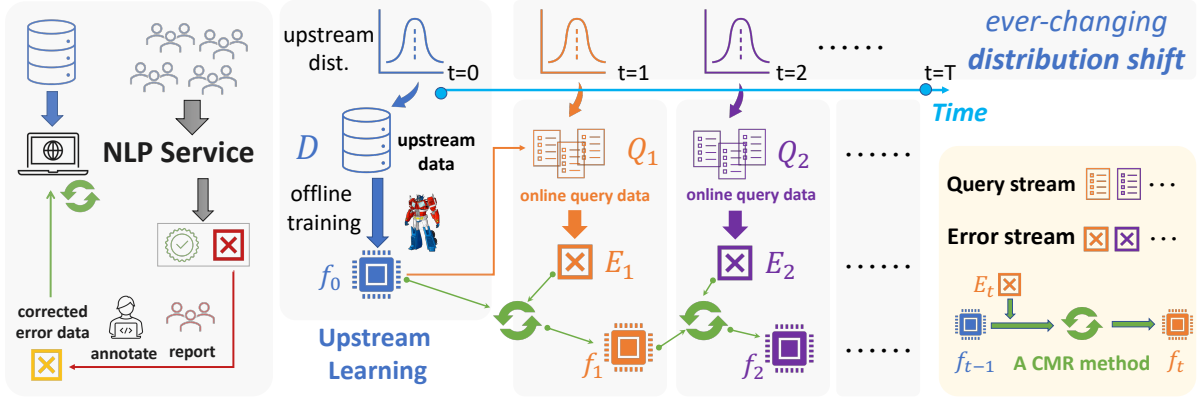 NLP Service
corrected
error data
annotate
report
upstream
dist.
t=0
t=1
t=2
......
t=T
ever-changing
distribution shift
Time
D
upstream
data
offline
training
f0
Upstream
Learning
Q1
online query data
E1
f1
Q2
online query data
E2
f2
......
......
......
Query stream ...
Error stream ...
Et
ft−1
A CMR method
ft